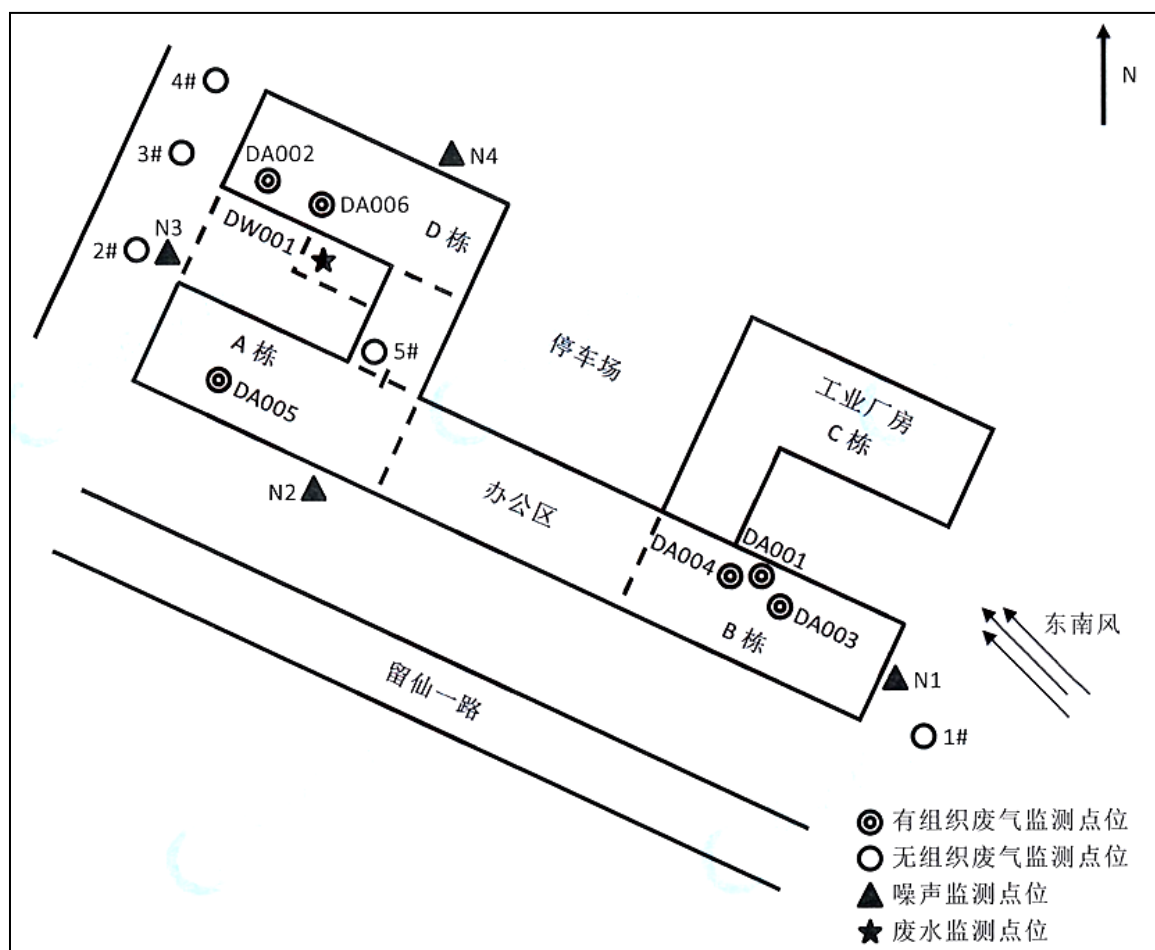 N
4#
3#
DA002
N4
DA006
N3
2#
DW001
D 栋
A 栋
5#
DA005
停车场
工业厂房
C 栋
N2
办公区
DA001
DA004
DA003
B 栋
东南风
N1
1#
留仙一路
有组织废气监测点位
无组织废气监测点位
噪声监测点位
废水监测点位